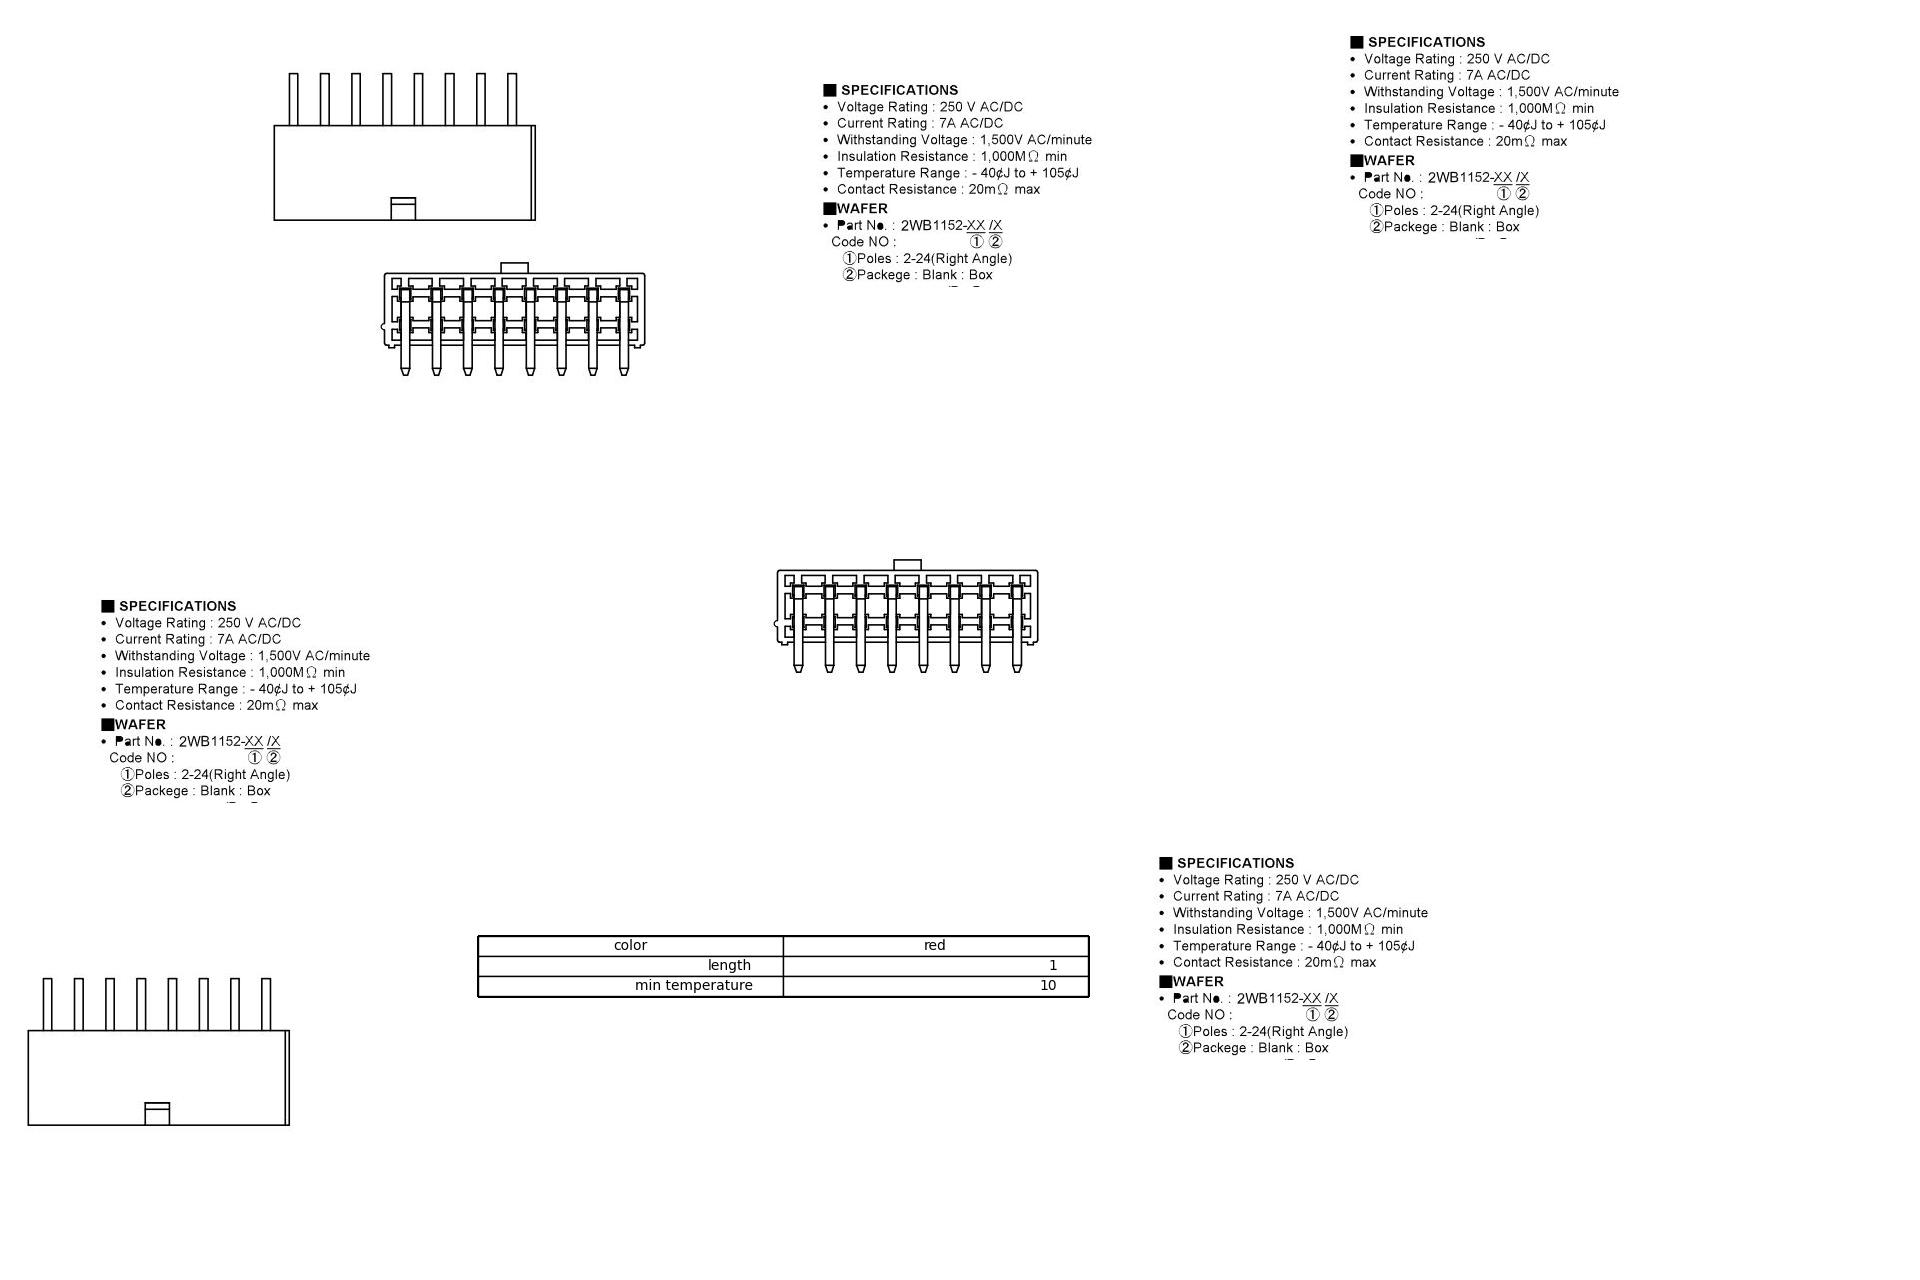 ■ SPECIFICATIONS
• Voltage Rating : 250 V AC/DC
• Current Rating : 7A AC/DC
• Withstanding Voltage : 1,500V AC/minute
• Insulation Resistance : 1,000MΩ min
• Temperature Range : - 40¢J to + 105¢J
• Contact Resistance : 20mΩ max
■WAFER
• Part No. : 2WB1152-XX /X
Code NO : ① ②
①Poles : 2-24(Right Angle)
②Packege : Blank : Box
■ SPECIFICATIONS
• Voltage Rating : 250 V AC/DC
• Current Rating : 7A AC/DC
• Withstanding Voltage : 1,500V AC/minute
• Insulation Resistance : 1,000MΩ min
• Temperature Range : - 40¢J to + 105¢J
• Contact Resistance : 20mΩ max
■WAFER
• Part No. : 2WB1152-XX /X
Code NO : ① ②
①Poles : 2-24(Right Angle)
②Packege : Blank : Box
■ SPECIFICATIONS
• Voltage Rating : 250 V AC/DC
• Current Rating : 7A AC/DC
• Withstanding Voltage : 1,500V AC/minute
• Insulation Resistance : 1,000MΩ min
• Temperature Range : - 40¢J to + 105¢J
• Contact Resistance : 20mΩ max
■WAFER
• Part No. : 2WB1152-XX /X
Code NO : ① ②
①Poles : 2-24(Right Angle)
②Packege : Blank : Box
color red
length 1
min temperature 10
■ SPECIFICATIONS
• Voltage Rating : 250 V AC/DC
• Current Rating : 7A AC/DC
• Withstanding Voltage : 1,500V AC/minute
• Insulation Resistance : 1,000MΩ min
• Temperature Range : - 40¢J to + 105¢J
• Contact Resistance : 20mΩ max
■WAFER
• Part No. : 2WB1152-XX /X
Code NO : ① ②
①Poles : 2-24(Right Angle)
②Packege : Blank : Box